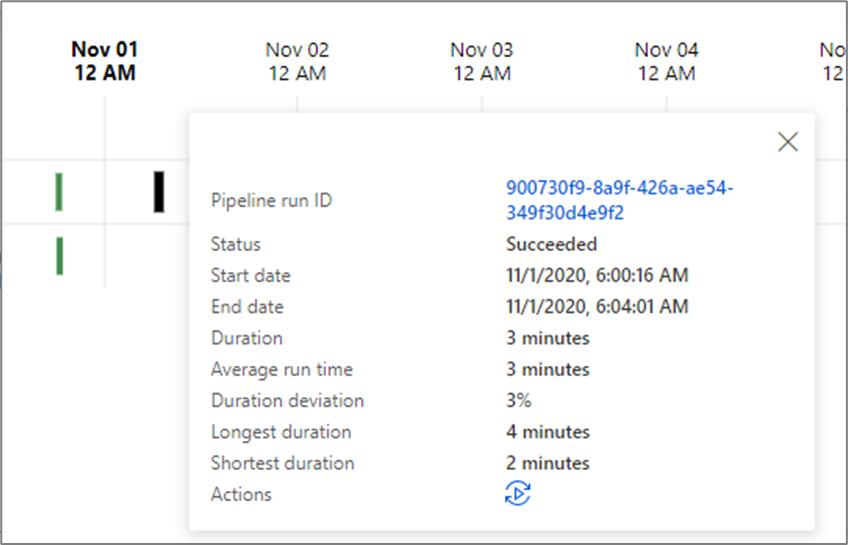 Nov 01 Nov 02 Nov 03 Nov 04 No
12 AM 12 AM 12 AM 12 AM 12
Pipeline run ID 900730f9-8a9f-426a-ae54-
349f30d4e9f2
Status Succeeded
Start date 11/1/2020, 6:00:16 AM
End date 11/1/2020, 6:04:01 AM
Duration 3 minutes
Average run time 3 minutes
Duration deviation 3%
Longest duration 4 minutes
Shortest duration 2 minutes
Actions